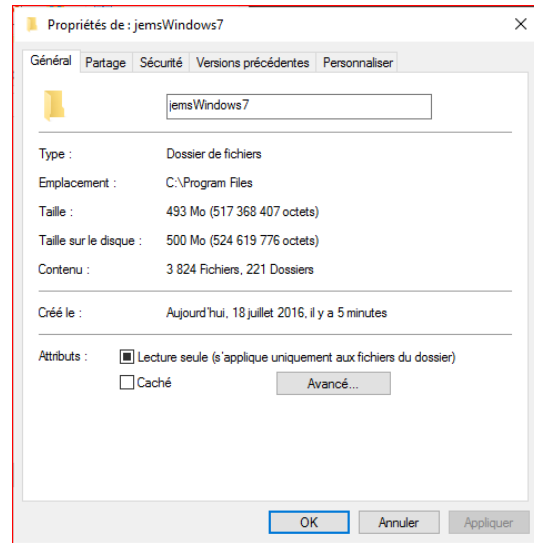 Propriétés de : jemsWindows7
Général Partage Sécurité Versions précédentes Personnaliser
jemsWindows7
Type : Dossier de fichiers
Emplacement : C:\Program Files
Taille : 493 Mo (517 368 407 octets)
Taille sur le disque : 500 Mo (524 619 776 octets)
Contenu : 3 824 Fichiers, 221 Dossiers
Créé le : Aujourd'hui, 18 juillet 2016, il y a 5 minutes
Attributs : Lecture seule (s'applique uniquement aux fichiers du dossier)
Caché Avancé...
OK Annuler Appliquer